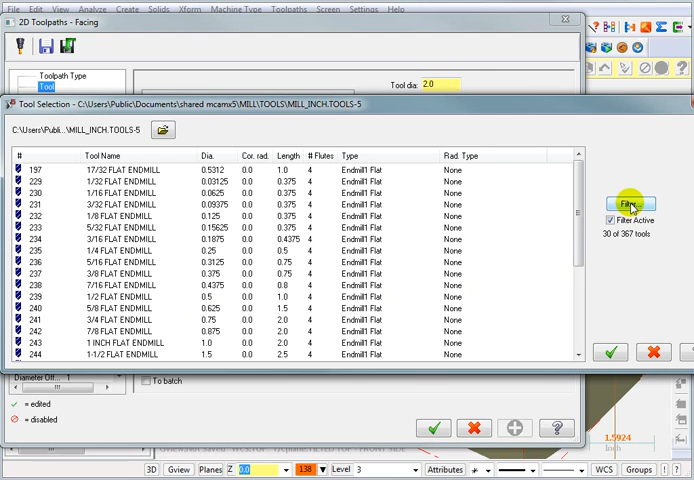 File Edit View Analyze Create Solids Xform Machine Type Toolpaths Screen Settings Help
2D Toolpaths - Facing
Toolpath Type
Tool
Tool dia: 2.0
Tool Selection - C:\Users\Public\Documents\shared mcamx5\MILL\TOOLS\MILL_INCH.TOOLS-5
C:\Users\Publi...\MILL_INCH.TOOLS-5
# Tool Name Dia. Cor. rad. Length # Flutes Type Rad. Type
197 17/32 FLAT ENDMILL 0.5312 0.0 1.0 4 Endmill1 Flat None
229 1/32 FLAT ENDMILL 0.03125 0.0 0.375 4 Endmill1 Flat None
230 1/16 FLAT ENDMILL 0.0625 0.0 0.375 4 Endmill1 Flat None
231 3/32 FLAT ENDMILL 0.09375 0.0 0.375 4 Endmill1 Flat None
232 1/8 FLAT ENDMILL 0.125 0.0 0.375 4 Endmill1 Flat None
233 5/32 FLAT ENDMILL 0.15625 0.0 0.375 4 Endmill1 Flat None
234 3/16 FLAT ENDMILL 0.1875 0.0 0.4375 4 Endmill1 Flat None
235 1/4 FLAT ENDMILL 0.25 0.0 0.5 4 Endmill1 Flat None
236 5/16 FLAT ENDMILL 0.3125 0.0 0.75 4 Endmill1 Flat None
237 3/8 FLAT ENDMILL 0.375 0.0 0.75 4 Endmill1 Flat None
238 7/16 FLAT ENDMILL 0.4375 0.0 0.8 4 Endmill1 Flat None
239 1/2 FLAT ENDMILL 0.5 0.0 1.0 4 Endmill1 Flat None
240 5/8 FLAT ENDMILL 0.625 0.0 1.5 4 Endmill1 Flat None
241 3/4 FLAT ENDMILL 0.75 0.0 2.0 4 Endmill1 Flat None
242 7/8 FLAT ENDMILL 0.875 0.0 2.0 4 Endmill1 Flat None
243 1 INCH FLAT ENDMILL 1.0 0.0 2.0 4 Endmill1 Flat None
244 1-1/2 FLAT ENDMILL 1.5 0.0 2.5 4 Endmill1 Flat None
Filter...
Filter Active
30 of 367 tools
Diameter Off... 1
To batch
= edited
= disabled
1.5924
Inch
3D Gview Planes Z 0.0 138 Level 3 Attributes WCS Groups ! ?